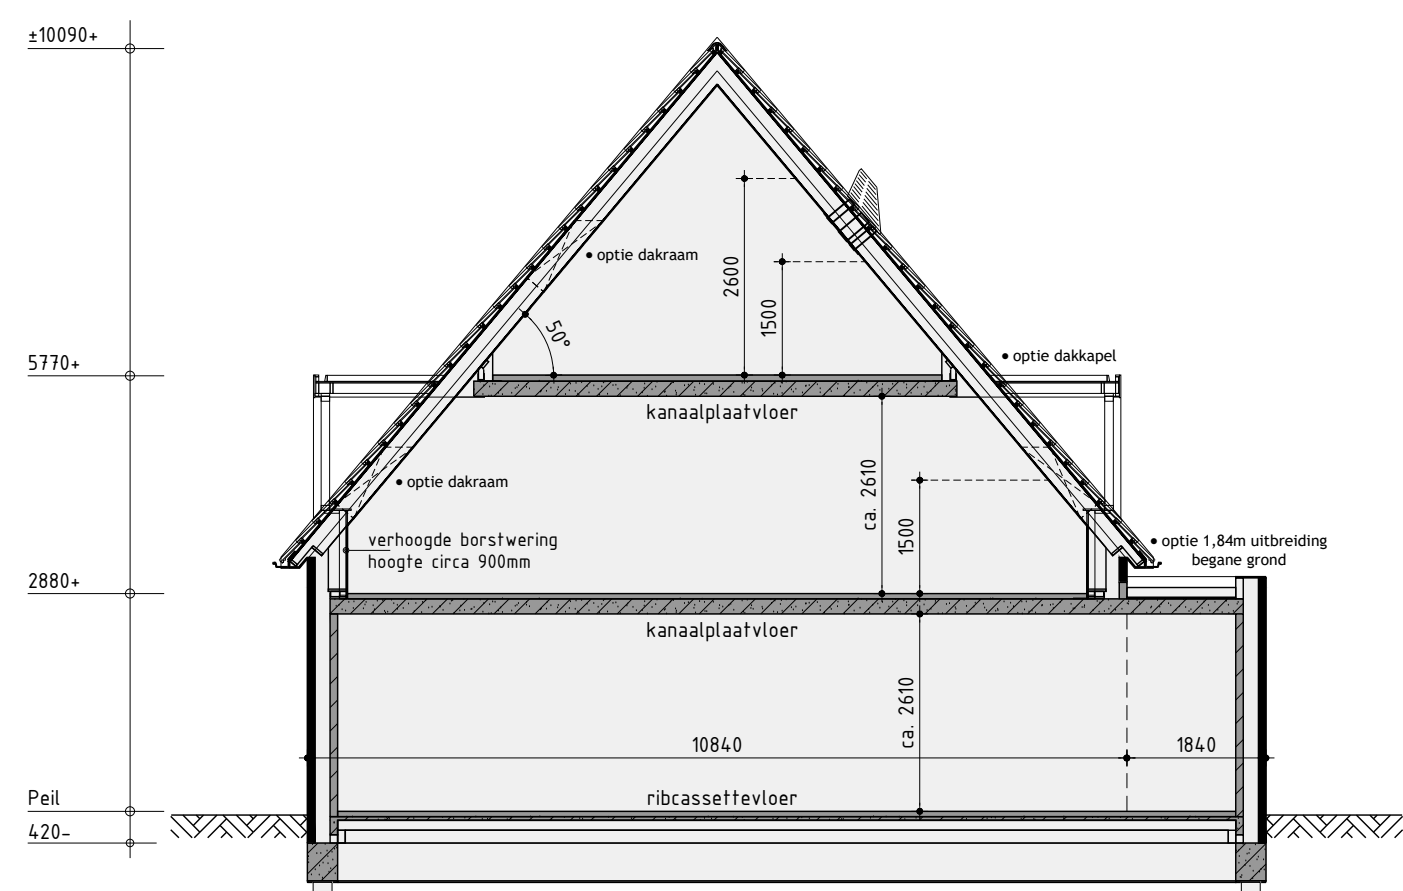 ±10090+
• optie dakraam
2600
1500
50°
5770+
• optie dakkapel
kanaalplaatvloer
ca. 2610
• optie dakraam
1500
verhoogde borstwering
hoogte circa 900mm
• optie 1,84m uitbreiding
begane grond
2880+
kanaalplaatvloer
ca. 2610
10840
1840
Peil
ribcassettevloer
420-